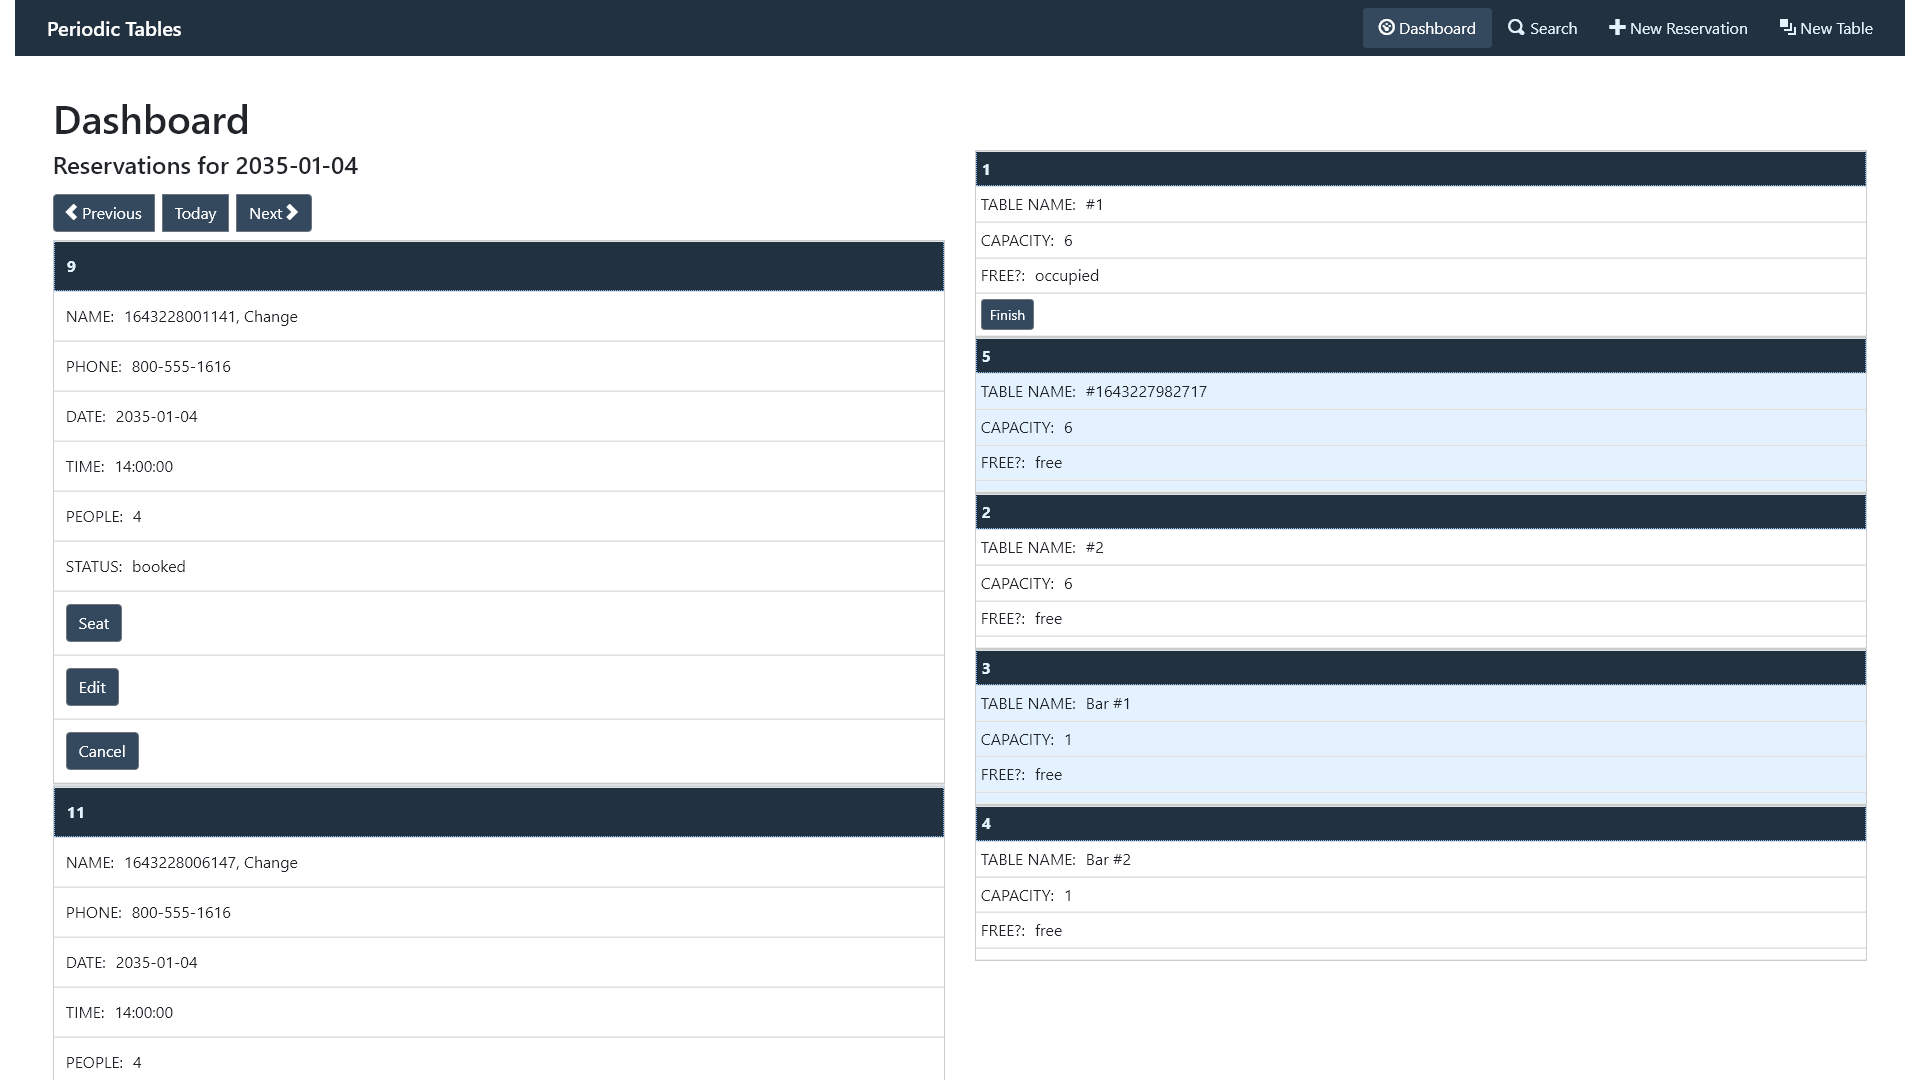 Periodic Tables
Dashboard
Search
New Reservation
New Table
Dashboard
Reservations for 2035-01-04
Previous
Today
Next
9
NAME: 1643228001141, Change
PHONE: 800-555-1616
DATE: 2035-01-04
TIME: 14:00:00
PEOPLE: 4
STATUS: booked
Seat
Edit
Cancel
11
NAME: 1643228006147, Change
PHONE: 800-555-1616
DATE: 2035-01-04
TIME: 14:00:00
PEOPLE: 4
1
TABLE NAME: #1
CAPACITY: 6
FREE?: occupied
Finish
5
TABLE NAME: #1643227982717
CAPACITY: 6
FREE?: free
2
TABLE NAME: #2
CAPACITY: 6
FREE?: free
3
TABLE NAME: Bar #1
CAPACITY: 1
FREE?: free
4
TABLE NAME: Bar #2
CAPACITY: 1
FREE?: free